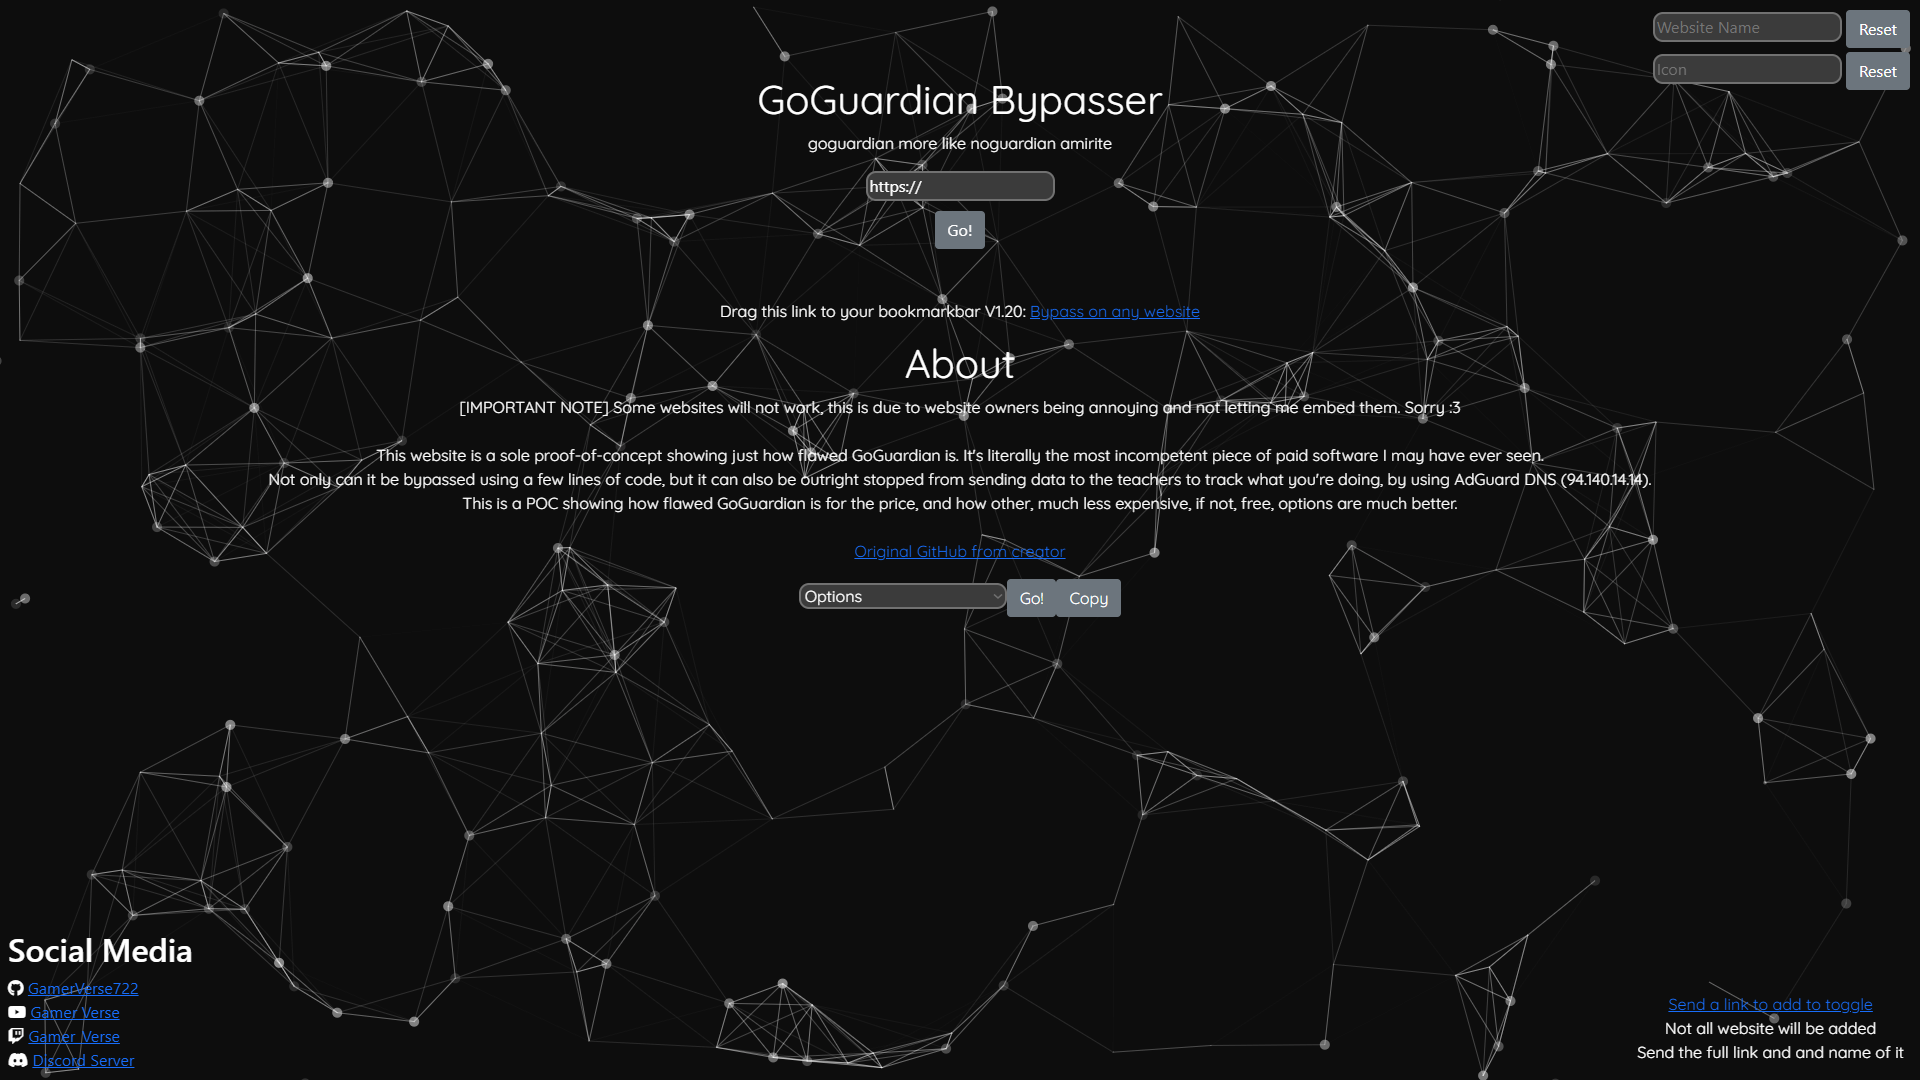 Website Name
Reset
Icon
Reset
GoGuardian Bypasser
goguardian more like noguardian amirite
https://
Go!
Drag this link to your bookmarkbar V1.20: Bypass on any website
About
[IMPORTANT NOTE] Some websites will not work, this is due to website owners being annoying and not letting me embed them. Sorry :3
This website is a sole proof-of-concept showing just how flawed GoGuardian is. It's literally the most incompetent piece of paid software I may have ever seen.
Not only can it be bypassed using a few lines of code, but it can also be outright stopped from sending data to the teachers to track what you're doing, by using AdGuard DNS (94.140.14.14).
This is a POC showing how flawed GoGuardian is for the price, and how other, much less expensive, if not, free, options are much better.
Original GitHub from creator
Options
Go!
Copy
Social Media
GamerVerse722
Gamer Verse
Gamer Verse
Discord Server
Send a link to add to toggle
Not all website will be added
Send the full link and and name of it